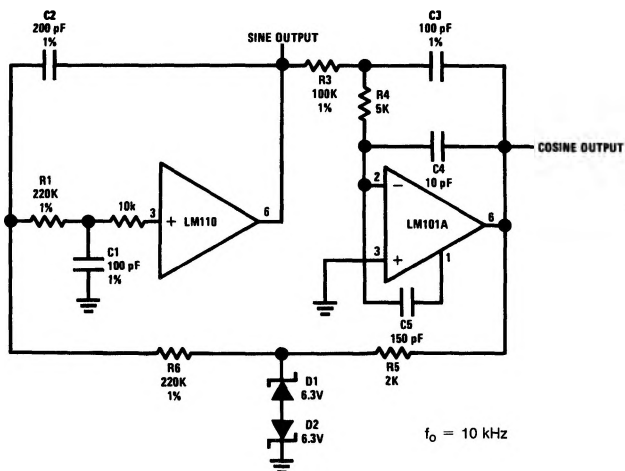 C2
200 pF
1%
SINE OUTPUT
C3
100 pF
1%
R3
100K
1%
R4
5K
COSINE OUTPUT
C4
10 pF
R1
220K
1%
10k
3
+
LM110
6
2
−
LM101A
6
3
+
1
C1
100 pF
1%
C5
150 pF
R6
220K
1%
R5
2K
D1
6.3V
D2
6.3V
fo = 10 kHz